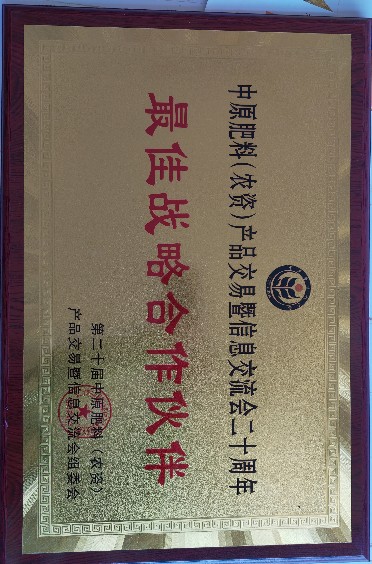 中原肥料（农资）产品交易暨信息交流会二十周年
最佳战略合作伙伴
第二十届中原肥料（农资）
产品交易暨信息交流会组委会